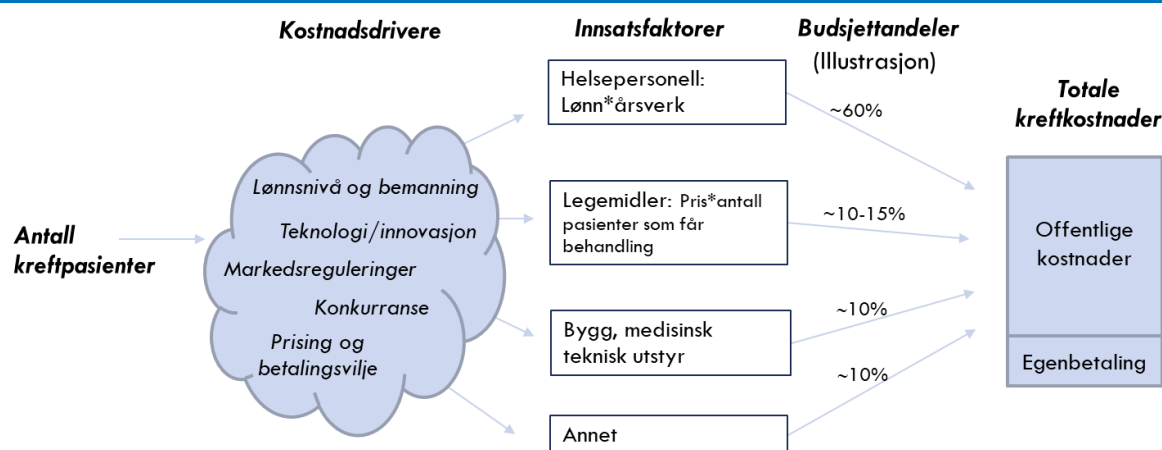 Kostnadsdrivere
Innsatsfaktorer
Budsjettandeler
(Illustrasjon)
Totale
kreftkostnader
Antall
kreftpasienter
Lønnsnivå og bemanning
Teknologi/innovasjon
Markedsreguleringer
Konkurranse
Prising og
betalingsvilje
Helsepersonell:
Lønn*årsverk
Legemidler: Pris*antall
pasienter som får
behandling
Bygg, medisinsk
teknisk utstyr
Annet
~60%
~10-15%
~10%
~10%
Offentlige
kostnader
Egenbetaling